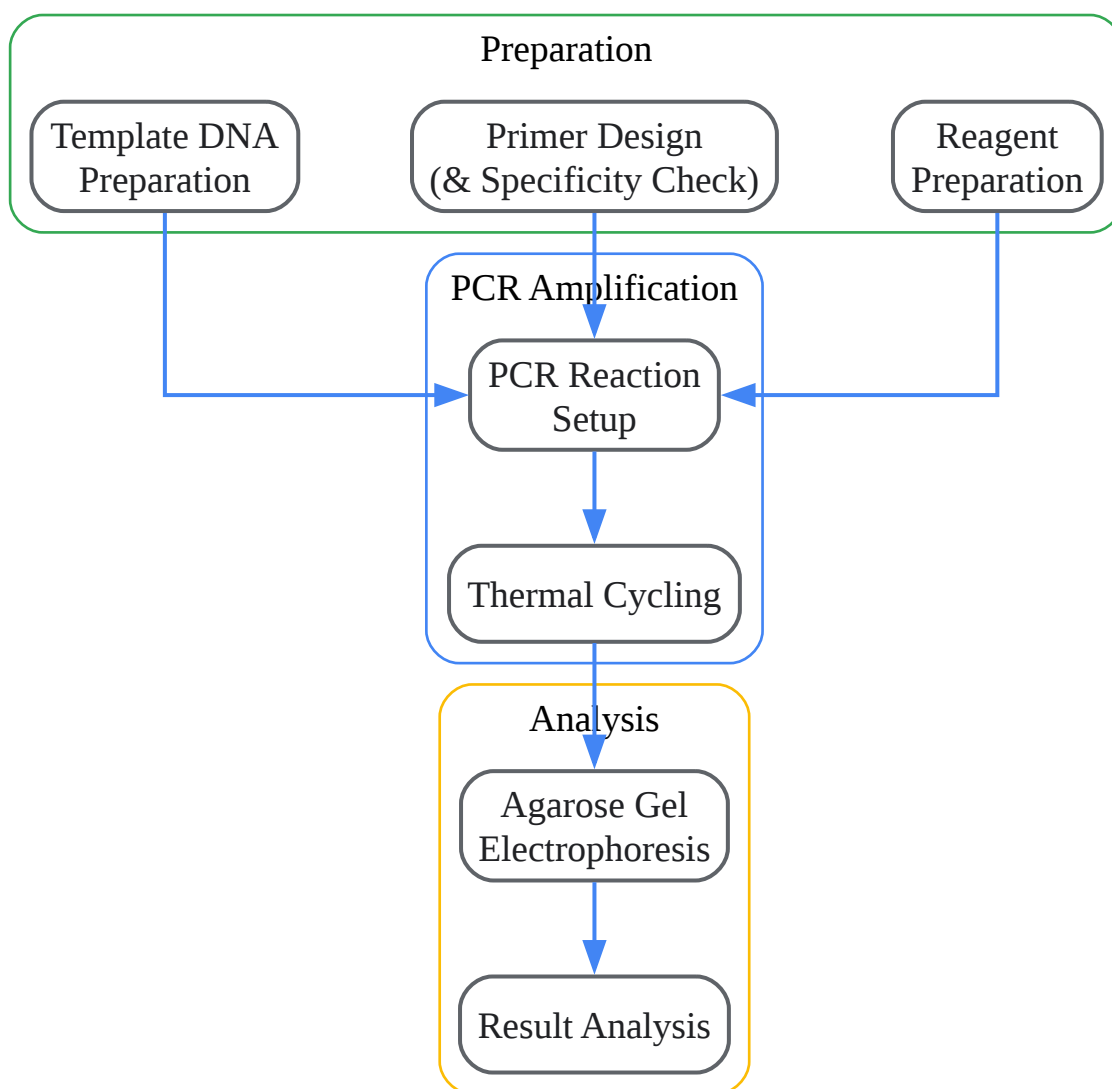 Preparation
Template DNA
Preparation
Primer Design
(& Specificity Check)
Reagent
Preparation
PCR Amplification
PCR Reaction
Setup
Thermal Cycling
Analysis
Agarose Gel
Electrophoresis
Result Analysis